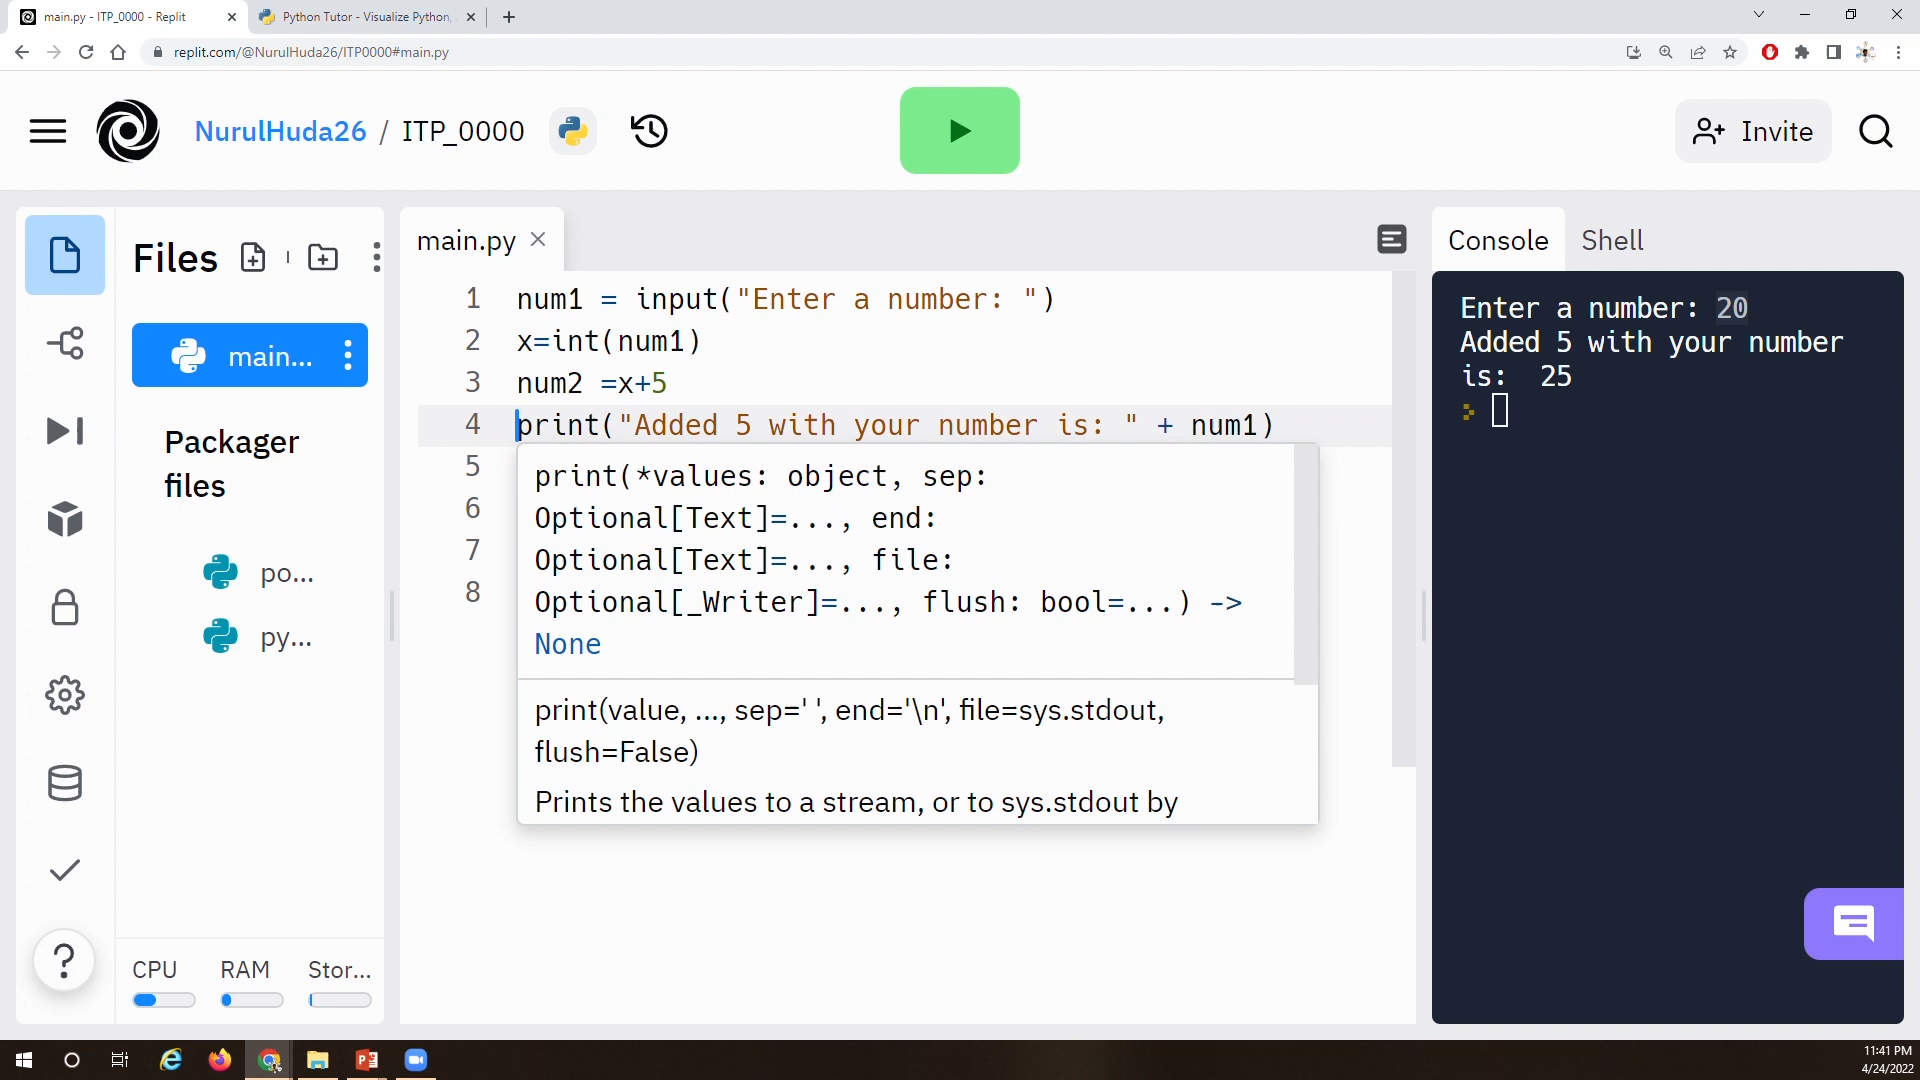 main.py - ITP_0000 - Replit
Python Tutor - Visualize Python,
replit.com/@NurulHuda26/ITP0000#main.py
NurulHuda26 / ITP_0000
Invite
Files
main...
Packager
files
po...
py...
CPU RAM Stor...
main.py
1 num1 = input("Enter a number: ")
2 x=int(num1)
3 num2 =x+5
4 print("Added 5 with your number is: " + num1)
5
6
7
8
print(*values: object, sep:
Optional[Text]=..., end:
Optional[Text]=..., file:
Optional[_Writer]=..., flush: bool=...) ->
None
print(value, ..., sep=' ', end='\n', file=sys.stdout,
flush=False)
Prints the values to a stream, or to sys.stdout by
Console Shell
Enter a number: 20
Added 5 with your number
is:  25
11:41 PM
4/24/2022